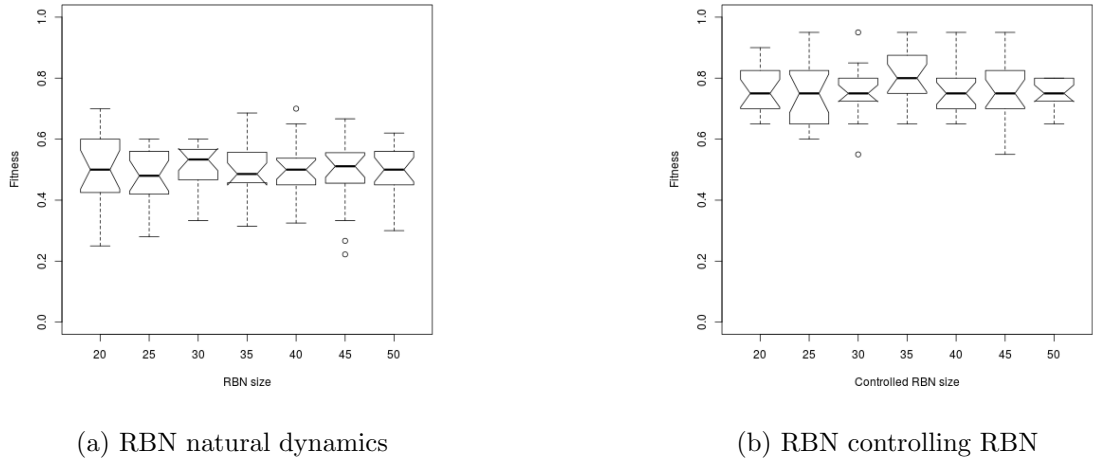 Fitness
0.0 0.2 0.4 0.6 0.8 1.0
20 25 30 35 40 45 50
RBN size
(a) RBN natural dynamics
Fitness
0.0 0.2 0.4 0.6 0.8 1.0
20 25 30 35 40 45 50
Controlled RBN size
(b) RBN controlling RBN